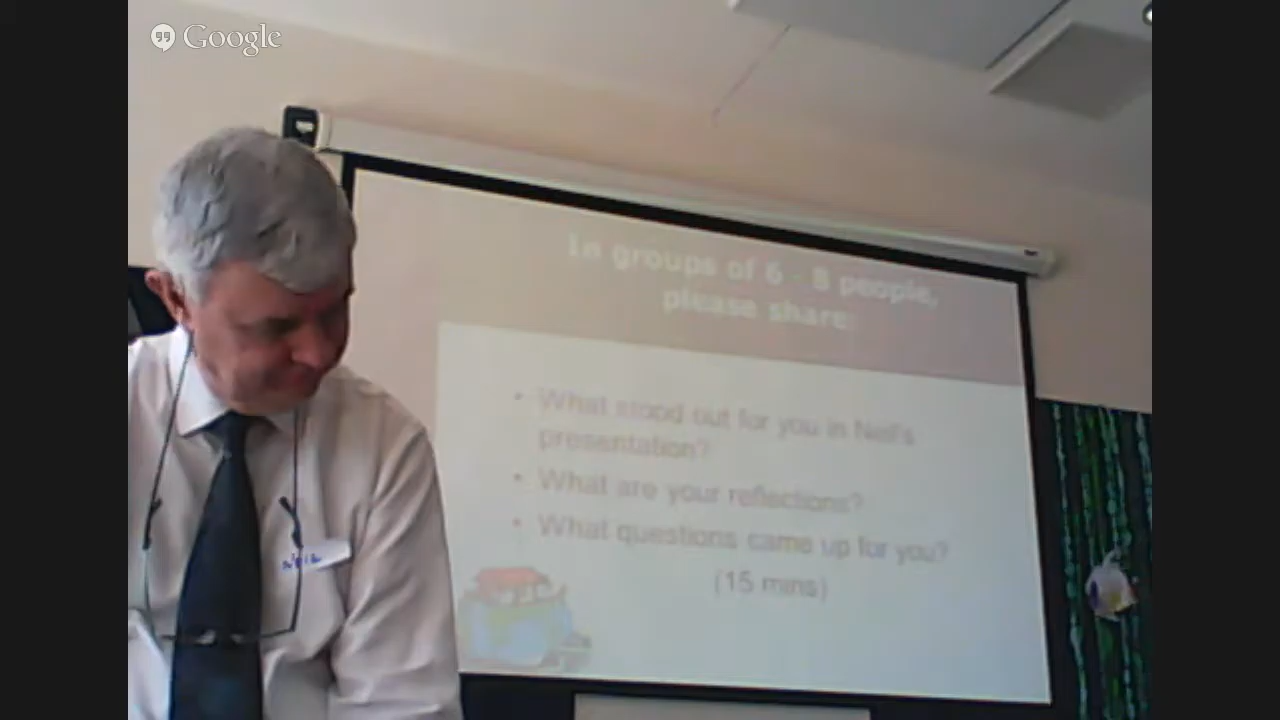 Google
In groups of 6 - 8 people,
please share:
• What stood out for you in Neil's
presentation?
• What are your reflections?
• What questions came up for you?
(15 mins)